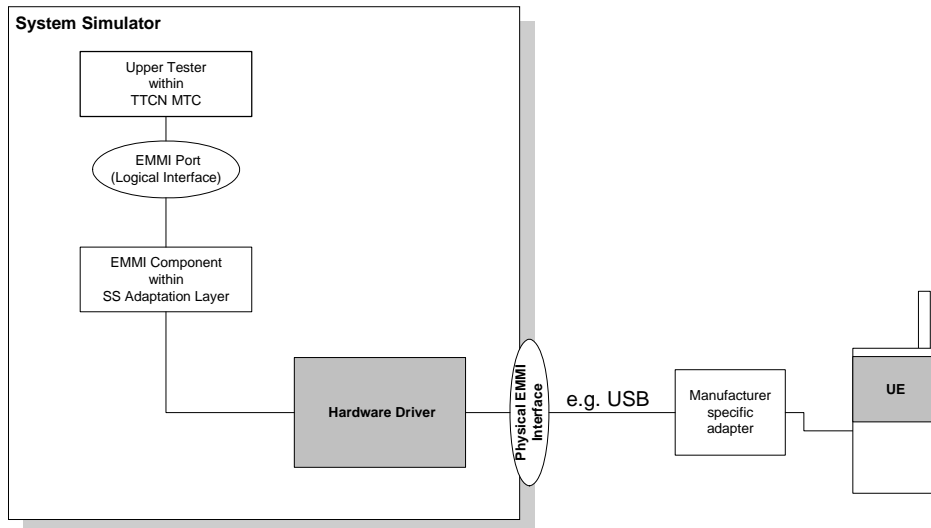 System Simulator
Upper Tester
within
TTCN MTC
EMMI Port
(Logical Interface)
EMMI Component
within
SS Adaptation Layer
Hardware Driver
Physical EMMI
Interface
e.g. USB
Manufacturer
specific
adapter
UE